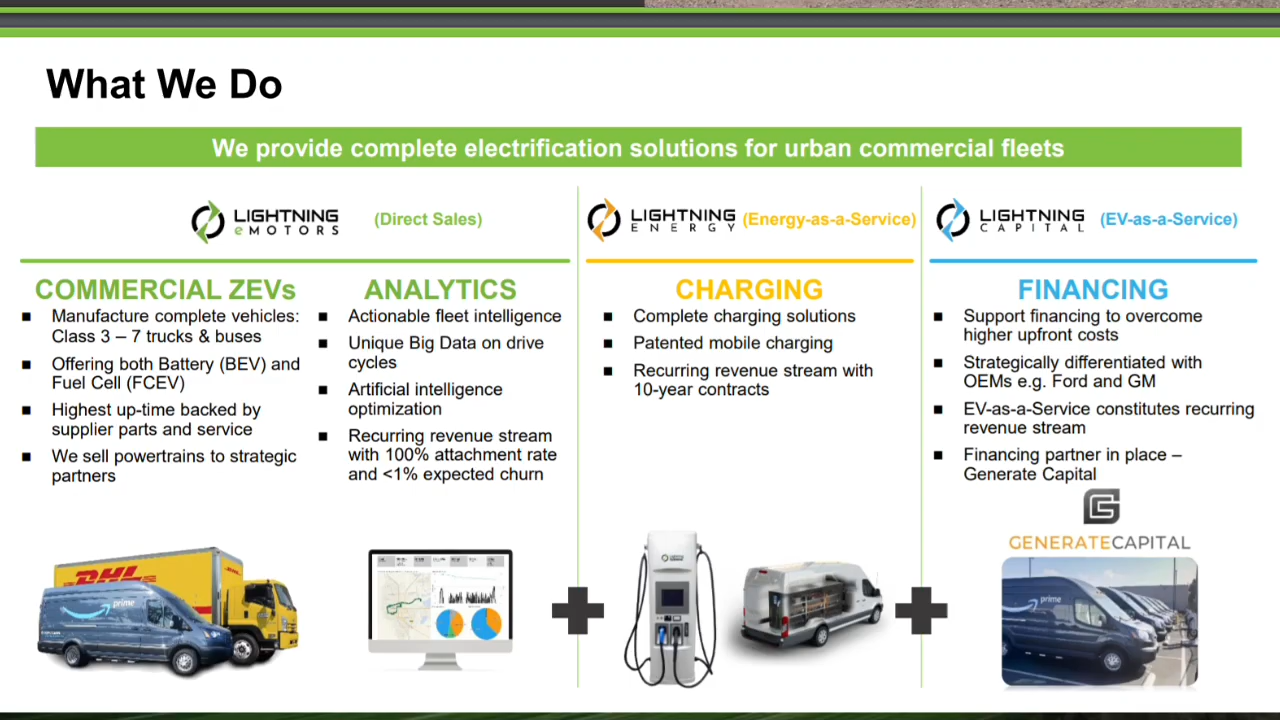 What We Do
We provide complete electrification solutions for urban commercial fleets
LIGHTNING
eMOTORS
(Direct Sales)
COMMERCIAL ZEVs
■ Manufacture complete vehicles:
Class 3 – 7 trucks & buses
■ Offering both Battery (BEV) and
Fuel Cell (FCEV)
■ Highest up-time backed by
supplier parts and service
■ We sell powertrains to strategic
partners
ANALYTICS
■ Actionable fleet intelligence
■ Unique Big Data on drive
cycles
■ Artificial intelligence
optimization
■ Recurring revenue stream
with 100% attachment rate
and <1% expected churn
LIGHTNING
ENERGY
(Energy-as-a-Service)
CHARGING
■ Complete charging solutions
■ Patented mobile charging
■ Recurring revenue stream with
10-year contracts
LIGHTNING
CAPITAL
(EV-as-a-Service)
FINANCING
■ Support financing to overcome
higher upfront costs
■ Strategically differentiated with
OEMs e.g. Ford and GM
■ EV-as-a-Service constitutes recurring
revenue stream
■ Financing partner in place –
Generate Capital
GENERATECAPITAL
DHL
prime
prime